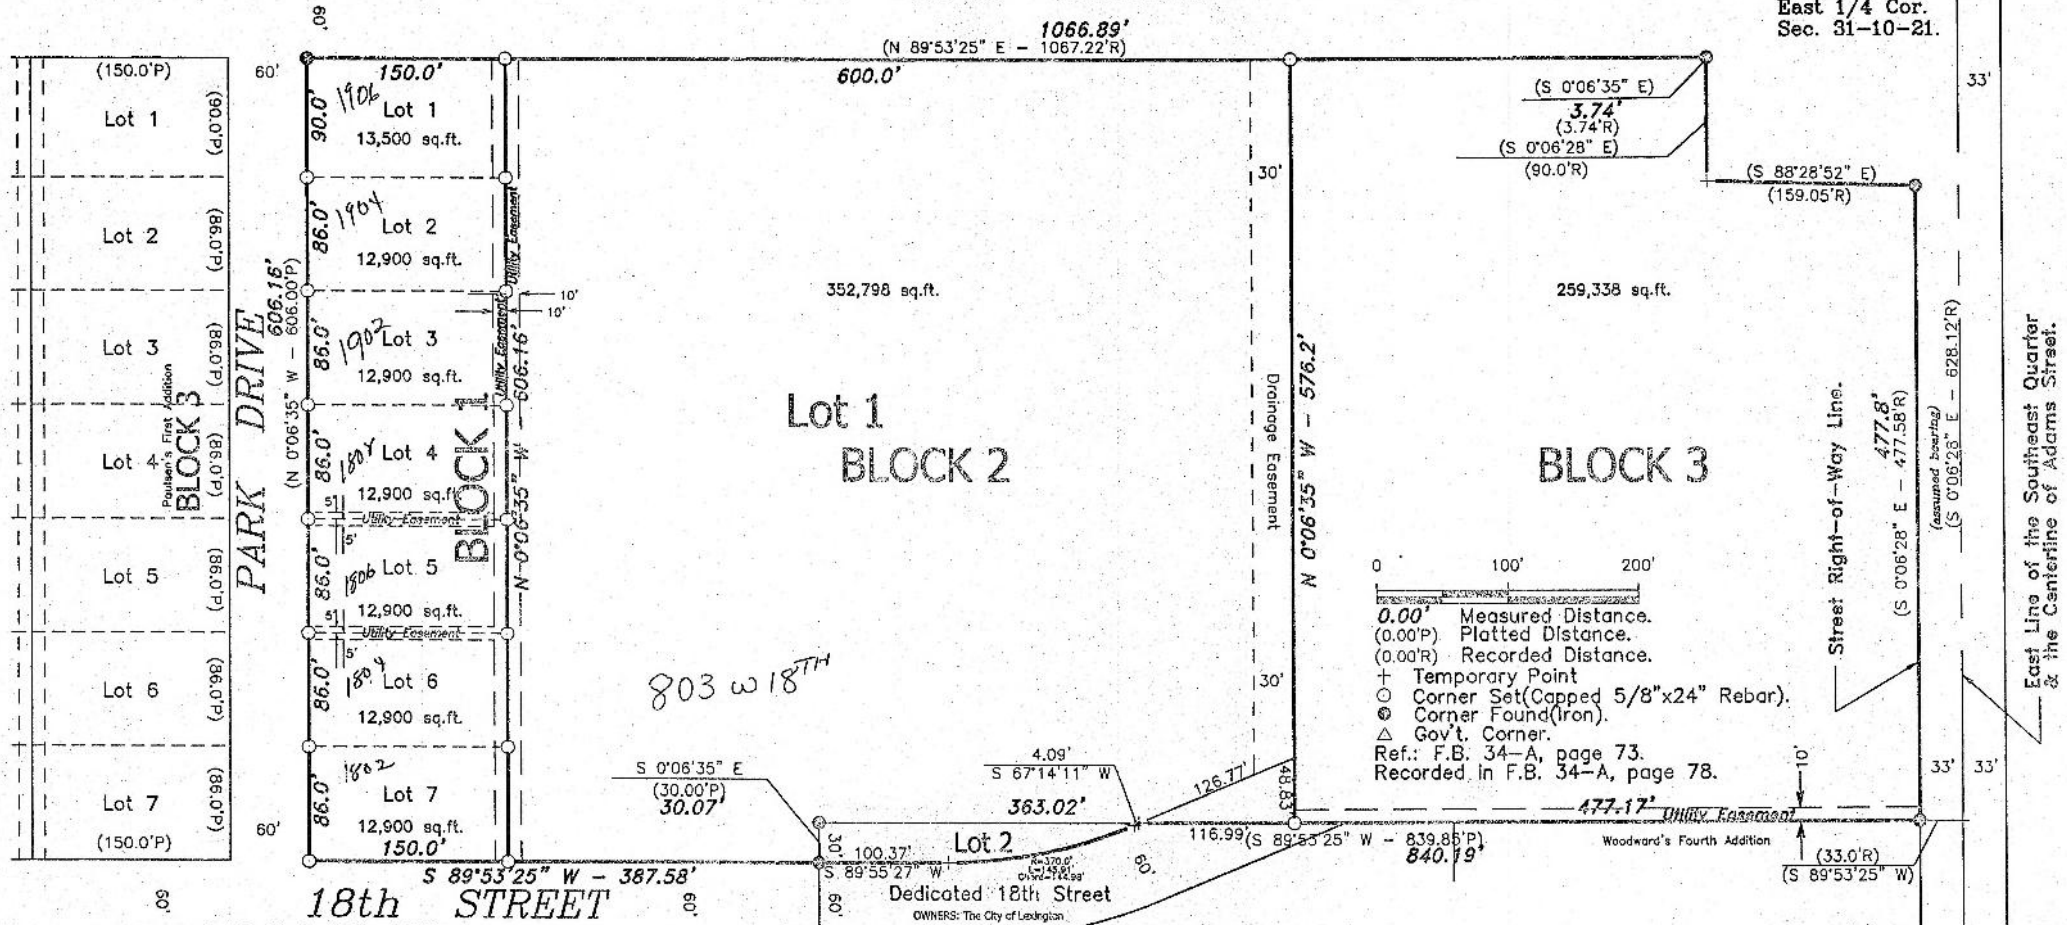 East 1/4 Cor.
Sec. 31-10-21.
60'
1066.89'
(N 89°53'25" E - 1067.22'R)
(150.0'P)
60'
150.0'
600.0'
33'
Lot 1
(90.0'P)
90.0'
1906
Lot 1
13,500 sq.ft.
(S 0°06'35" E)
3.74'
(3.74'R)
(S 0°06'28" E)
(90.0'R)
30'
(S 88°28'52" E)
(159.05'R)
Lot 2
(86.0'P)
86.0'
1904
Lot 2
12,900 sq.ft.
Utility Easement
Lot 3
(86.0'P)
86.0'
1902
Lot 3
12,900 sq.ft.
Utility Easement
10'
10'
352,798 sq.ft.
259,338 sq.ft.
PARK DRIVE
606.16'
(N 0°06'35" W - 606.00'P)
N 0°06'35" W - 606.16'
Poulsen's First Addition
BLOCK 3
BLOCK 1
Lot 1
BLOCK 2
BLOCK 3
Drainage Easement
N 0°06'35" W - 576.2'
Lot 4
(86.0'P)
86.0'
Lot 4
12,900 sq.ft.
5'
Utility Easement
5'
Lot 5
(86.0'P)
86.0'
1806
Lot 5
12,900 sq.ft.
5'
Utility Easement
5'
Lot 6
(86.0'P)
86.0'
1804
Lot 6
12,900 sq.ft.
Lot 7
(86.0'P)
(150.0'P)
60'
86.0'
1802
Lot 7
12,900 sq.ft.
150.0'
803 W 18TH
30'
0 100' 200'
0.00' Measured Distance.
(0.00'P) Platted Distance.
(0.00'R) Recorded Distance.
+ Temporary Point
Corner Set(Capped 5/8"x24" Rebar).
Corner Found(Iron).
△ Gov't. Corner.
Ref.: F.B. 34-A, page 73.
Recorded in F.B. 34-A, page 78.
Street Right-of-Way Line.
477.8'
(S 0°06'28" E - 477.58'R)
(assumed bearing)
(S 0°06'28" E - 628.12'R)
East Line of the Southeast Quarter
& the Centerline of Adams Street.
S 0°06'35" E
(30.00'P)
30.07'
4.09'
S 67°14'11" W
126.77'
48.83'
363.02'
477.17'
Utility Easement
10'
33'
33'
Lot 2
30'
100.37'
S 89°55'27" W
R=370.0'
116.99'
(S 89°53'25" W - 839.85'P)
840.19'
Woodward's Fourth Addition
(33.0'R)
(S 89°53'25" W)
S 89°53'25" W - 387.58'
18th STREET
60'
60'
60'
60'
Dedicated 18th Street
OWNERS: The City of Lexington